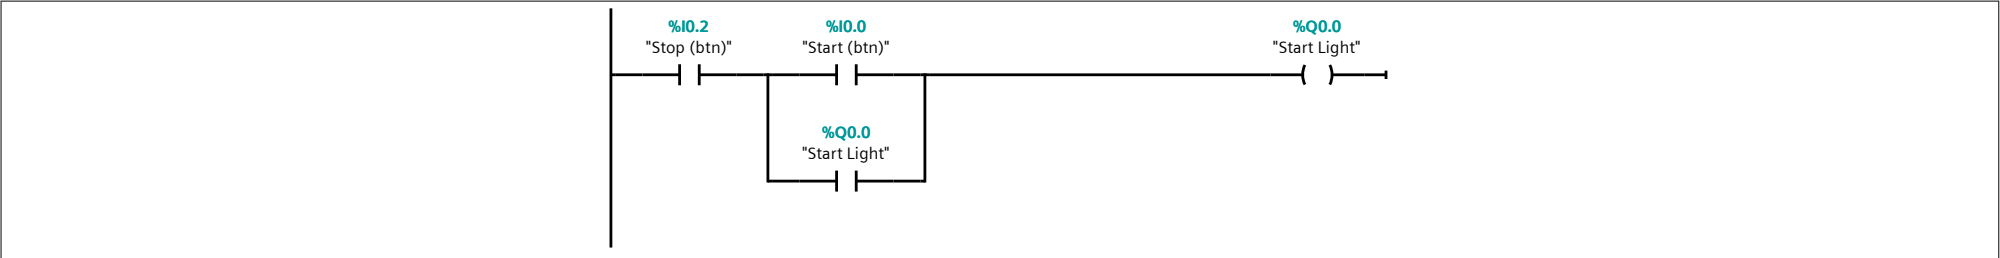 %I0.2
"Stop (btn)"
%I0.0
"Start (btn)"
%Q0.0
"Start Light"
%Q0.0
"Start Light"